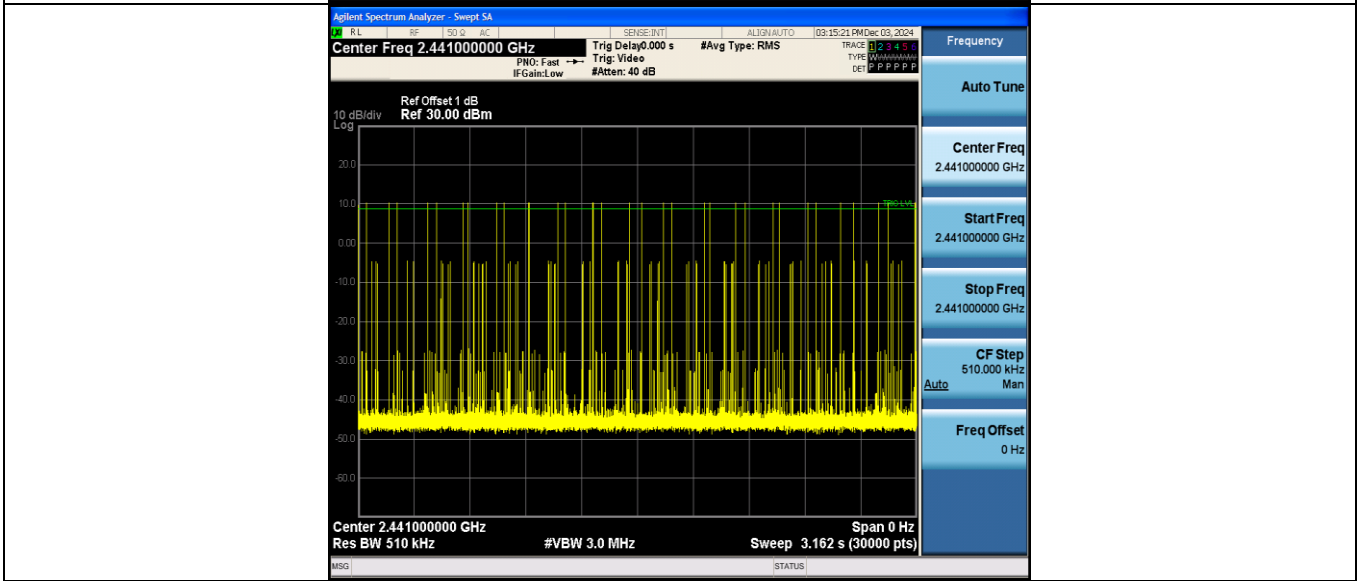 Agilent Spectrum Analyzer - Swept SA
RL RF 50 Ω AC SENSE:INT ALIGNAUTO 03:15:21 PM Dec 03, 2024
Center Freq 2.441000000 GHz
PNO: Fast
IFGain:Low
Trig Delay0.000 s
Trig: Video
#Atten: 40 dB
#Avg Type: RMS
TRACE 1 2 3 4 5 6
TYPE
DET P P P P P P
Ref Offset 1 dB
10 dB/div Ref 30.00 dBm
Log
20.0
10.0
TRIG LVL
0.00
-10.0
-20.0
-30.0
-40.0
-50.0
-60.0
Center 2.441000000 GHz Span 0 Hz
Res BW 510 kHz #VBW 3.0 MHz Sweep 3.162 s (30000 pts)
MSG STATUS
Frequency
Auto Tune
Center Freq
2.441000000 GHz
Start Freq
2.441000000 GHz
Stop Freq
2.441000000 GHz
CF Step
510.000 kHz
Auto Man
Freq Offset
0 Hz